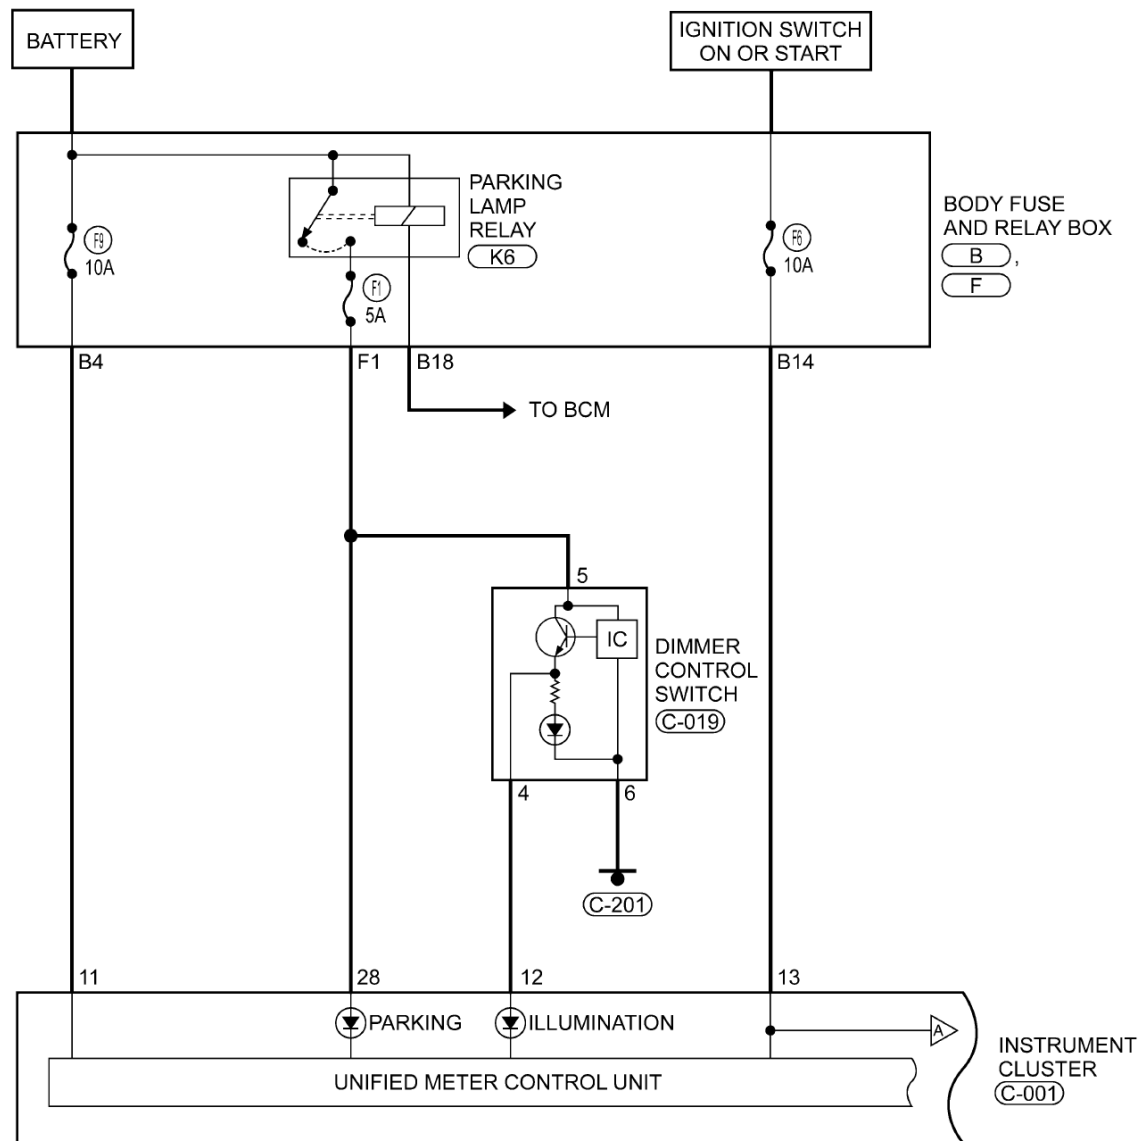 BATTERY
IGNITION SWITCH
ON OR START
PARKING
LAMP
RELAY
K6
BODY FUSE
AND RELAY BOX
B ,
F
F9
10A
F1
5A
F6
10A
B4
F1
B18
B14
TO BCM
5
IC
DIMMER
CONTROL
SWITCH
C-019
4
6
C-201
11
28
12
13
PARKING
ILLUMINATION
A
INSTRUMENT
CLUSTER
C-001
UNIFIED METER CONTROL UNIT